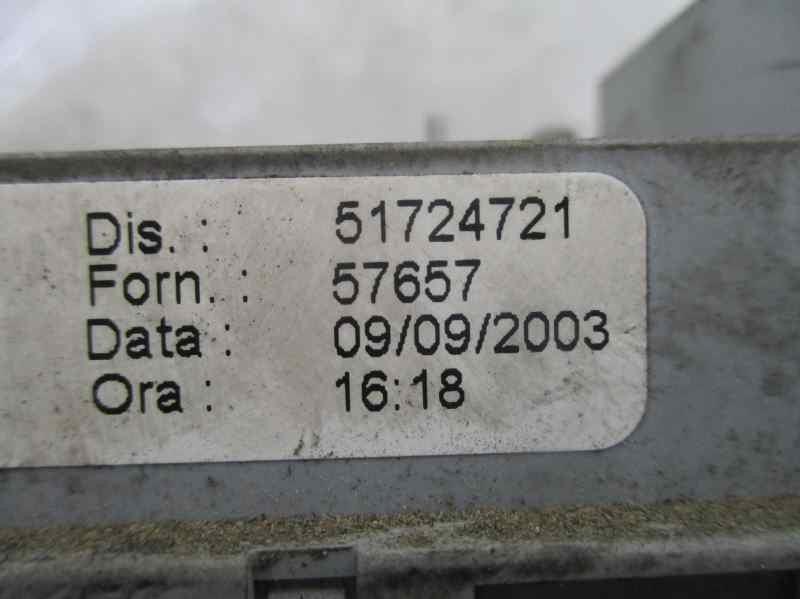 Dis. : 51724721
Forn. : 57657
Data : 09/09/2003
Ora : 16:18